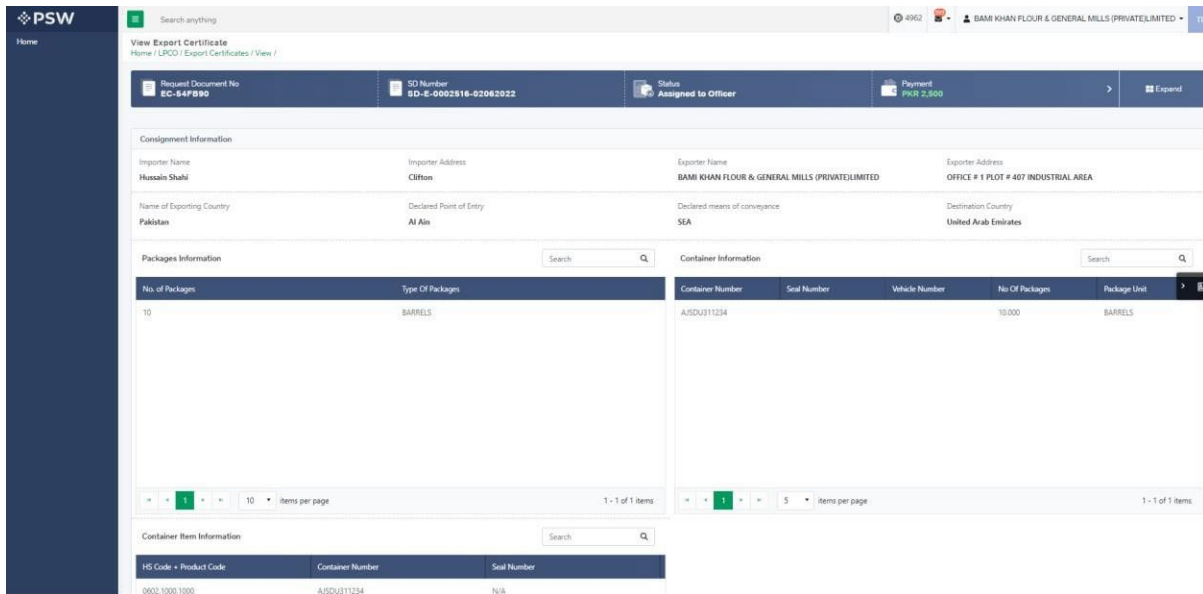 PSW
Search anything
4962
BAMI KHAN FLOUR & GENERAL MILLS (PRIVATE)LIMITED
Home
View Export Certificate
Home / LPCO / Export Certificates / View /
Request Document No
EC-54FB90
SD Number
SD-E-0002516-02062022
Status
Assigned to Officer
Payment
PKR 2,500
Expand
Consignment Information
Importer Name
Hussain Shahi
Importer Address
Clifton
Exporter Name
BAMI KHAN FLOUR & GENERAL MILLS (PRIVATE)LIMITED
Exporter Address
OFFICE # 1 PLOT # 407 INDUSTRIAL AREA
Name of Exporting Country
Pakistan
Declared Point of Entry
Al Ain
Declared means of conveyance
SEA
Destination Country
United Arab Emirates
Packages Information
Search
No. of Packages Type Of Packages
10 BARRELS
1 10 items per page 1 - 1 of 1 items
Container Information
Search
Container Number Seal Number Vehicle Number No Of Packages Package Unit
AJSDU311234 10.000 BARRELS
1 5 items per page 1 - 1 of 1 items
Container Item Information
Search
HS Code + Product Code Container Number Seal Number
0602.1000.1000 AJSDU311234 N/A